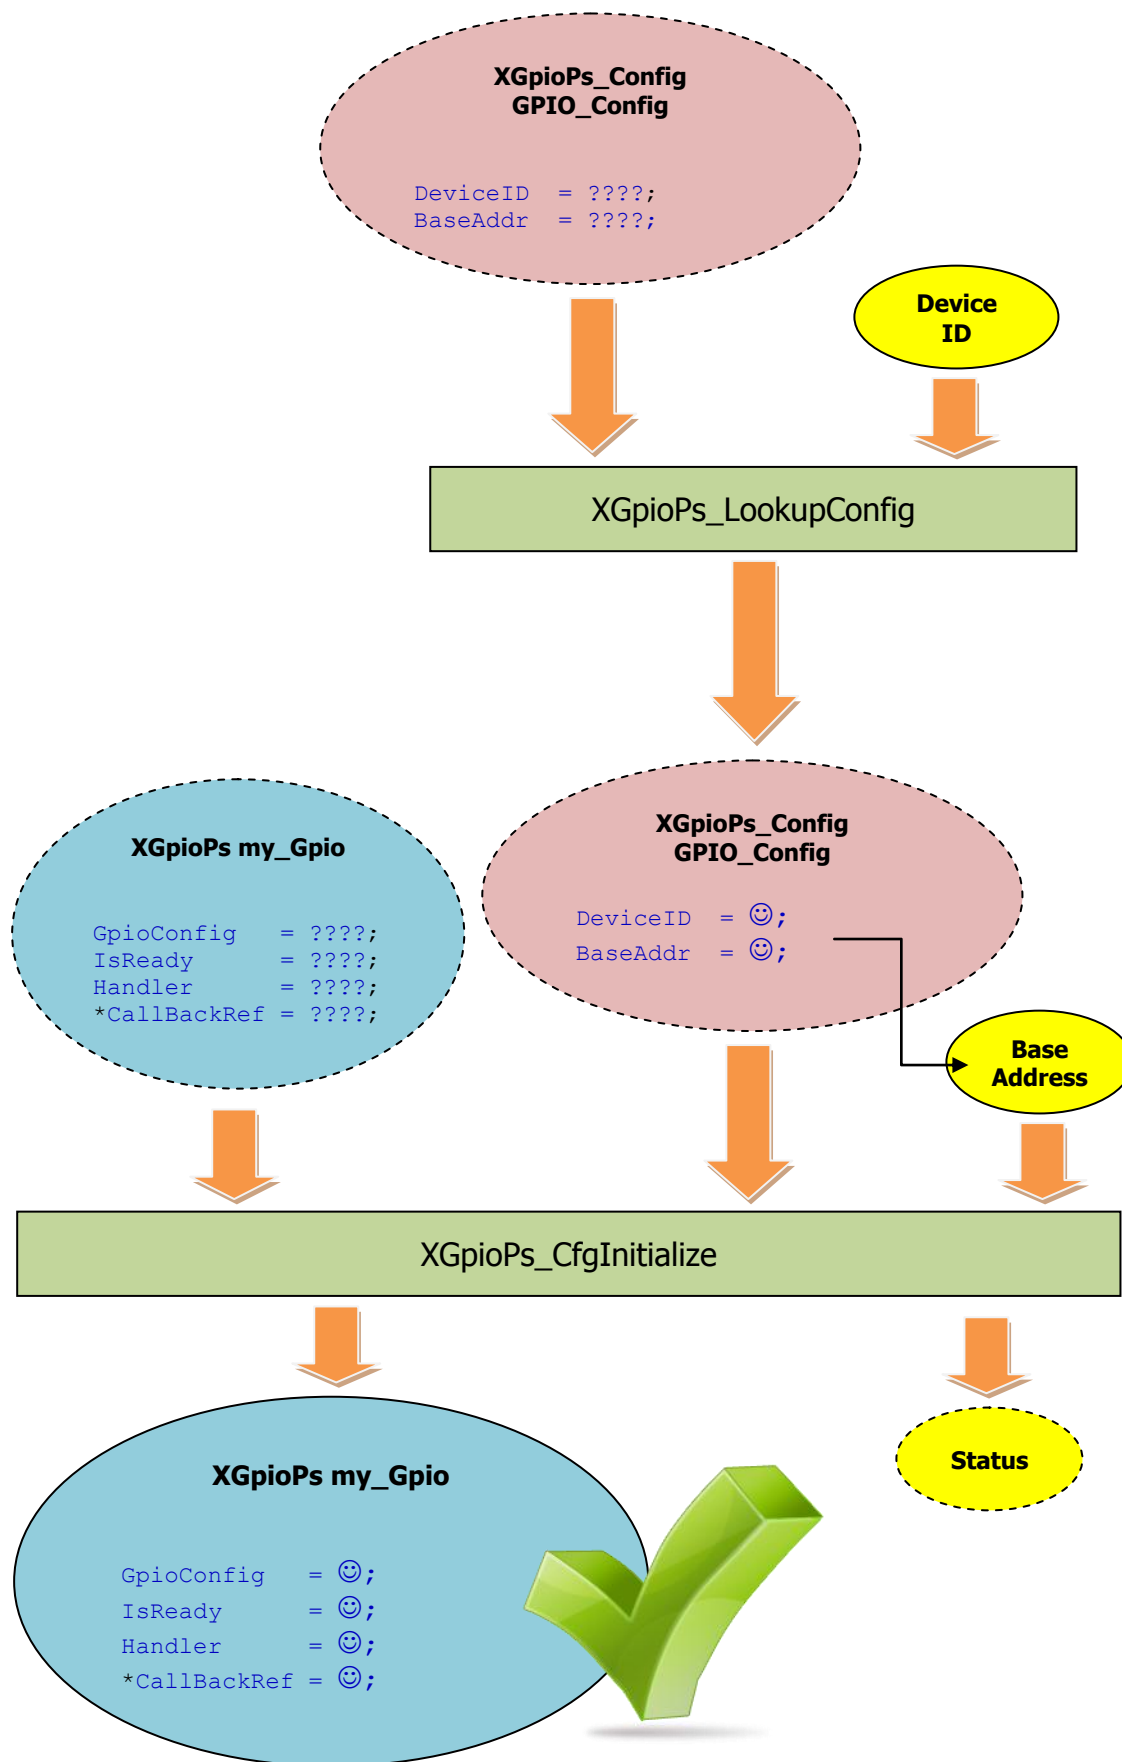 XGpioPs_Config
GPIO_Config
DeviceID = ????;
BaseAddr = ????;
Device
ID
XGpioPs_LookupConfig
XGpioPs my_Gpio
GpioConfig = ????;
IsReady = ????;
Handler = ????;
*CallBackRef = ????;
XGpioPs_Config
GPIO_Config
DeviceID = ☺;
BaseAddr = ☺;
Base
Address
XGpioPs_CfgInitialize
XGpioPs my_Gpio
GpioConfig = ☺;
IsReady = ☺;
Handler = ☺;
*CallBackRef = ☺;
Status